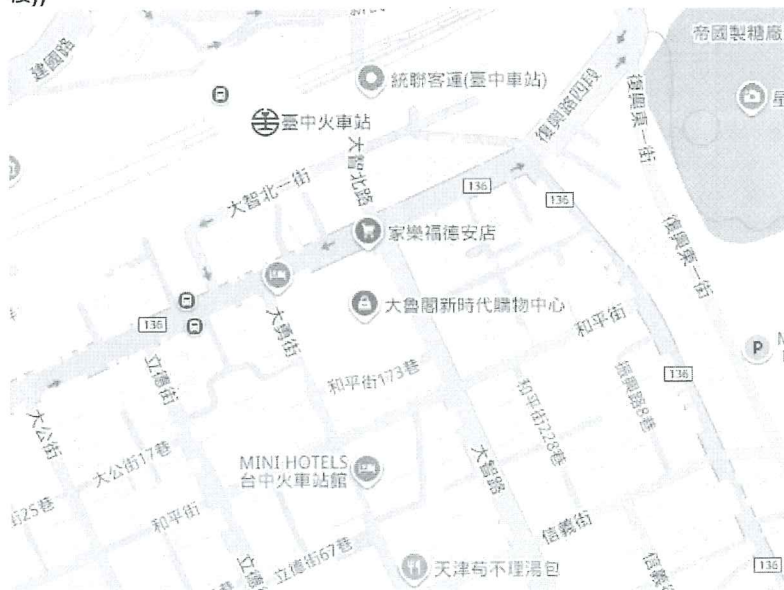 建國路
帝國製糖廠
統聯客運(臺中車站)
臺中火車站
復興路四段
復興東一街
大智北路
大智北一街
136
136
家樂福德安店
復興東一街
大魯閣新時代購物中心
136
大勇街
和平街
P
立德街
和平街173巷
136
振興路8巷
和平街228巷
大公街
大公街17巷
MINI HOTELS
台中火車站館
大智路
街25巷
和平街
信義街
立德街67巷
天津苟不理湯包
136